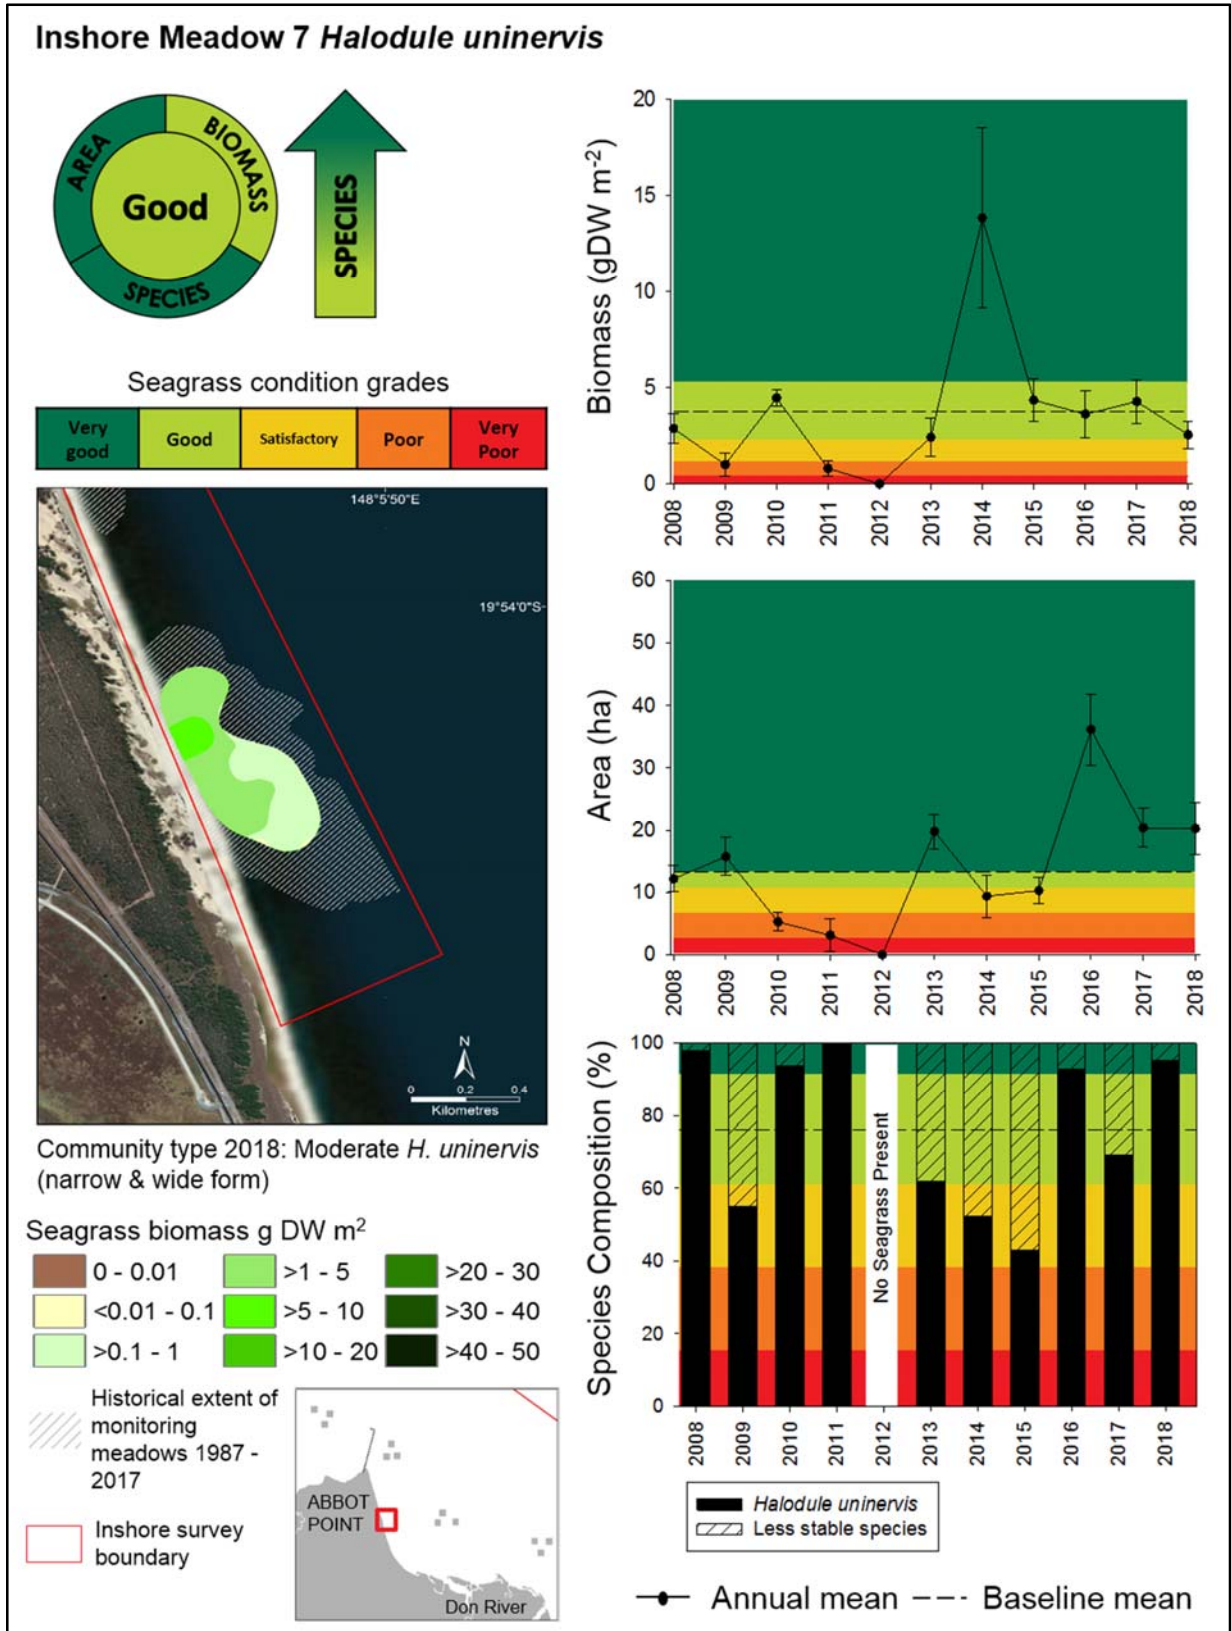 Inshore Meadow 7 Halodule uninervis
AREA
BIOMASS
SPECIES
Good
SPECIES
Seagrass condition grades
Very good
Good
Satisfactory
Poor
Very Poor
148°5'50"E
19°54'0"S
N
0 0.2 0.4
Kilometres
Community type 2018: Moderate H. uninervis
(narrow & wide form)
Seagrass biomass g DW m2
0 - 0.01
<0.01 - 0.1
>0.1 - 1
>1 - 5
>5 - 10
>10 - 20
>20 - 30
>30 - 40
>40 - 50
Historical extent of
monitoring
meadows 1987 -
2017
Inshore survey
boundary
ABBOT
POINT
Don River
Biomass (gDW m-2)
20
15
10
5
0
2008 2009 2010 2011 2012 2013 2014 2015 2016 2017 2018
Area (ha)
60
50
40
30
20
10
0
2008 2009 2010 2011 2012 2013 2014 2015 2016 2017 2018
Species Composition (%)
100
80
60
40
20
0
No Seagrass Present
2008 2009 2010 2011 2012 2013 2014 2015 2016 2017 2018
Halodule uninervis
Less stable species
Annual mean
Baseline mean